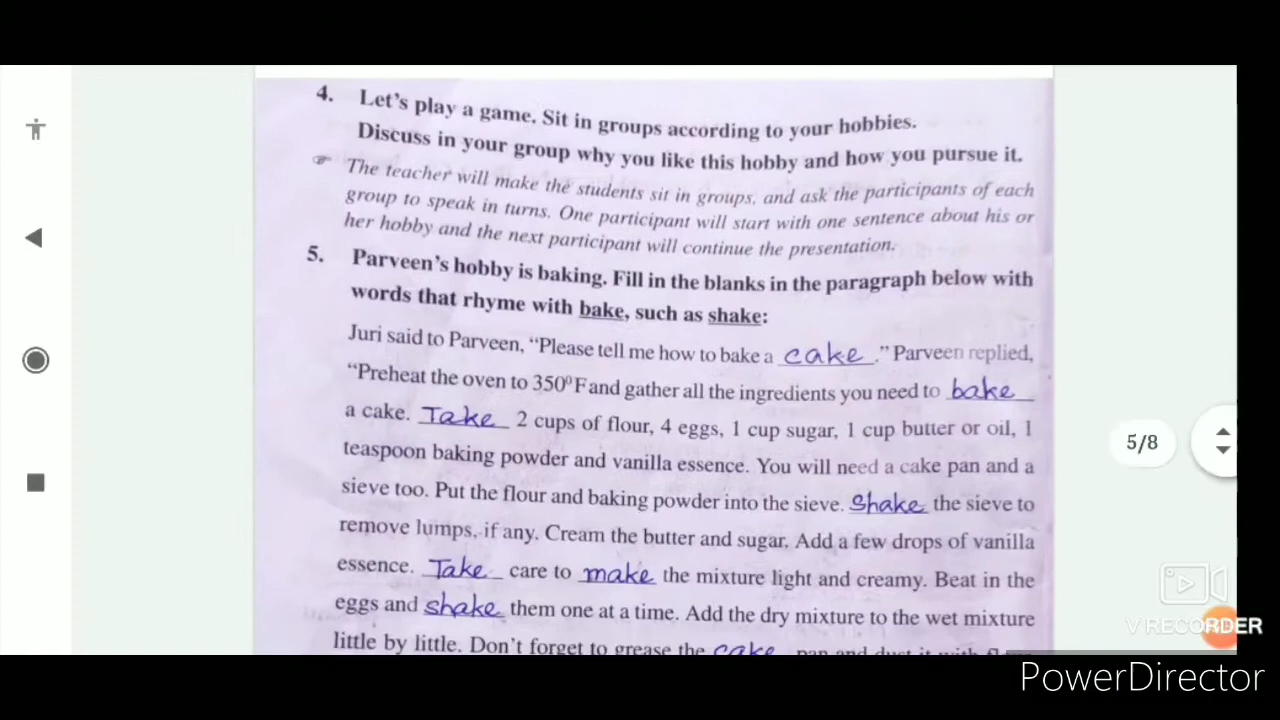 4. Let's play a game. Sit in groups according to your hobbies.
Discuss in your group why you like this hobby and how you pursue it.
☞ The teacher will make the students sit in groups, and ask the participants of each
group to speak in turns. One participant will start with one sentence about his or
her hobby and the next participant will continue the presentation.
5. Parveen's hobby is baking. Fill in the blanks in the paragraph below with
words that rhyme with bake, such as shake:
Juri said to Parveen, "Please tell me how to bake a cake." Parveen replied,
"Preheat the oven to 350⁰F and gather all the ingredients you need to bake
a cake. Take 2 cups of flour, 4 eggs, 1 cup sugar, 1 cup butter or oil, 1
teaspoon baking powder and vanilla essence. You will need a cake pan and a
sieve too. Put the flour and baking powder into the sieve. Shake the sieve to
remove lumps, if any. Cream the butter and sugar. Add a few drops of vanilla
essence. Take care to make the mixture light and creamy. Beat in the
eggs and shake them one at a time. Add the dry mixture to the wet mixture
little by little. Don't forget to grease the cake pan and dust it with
5/8
V RECORDER
PowerDirector